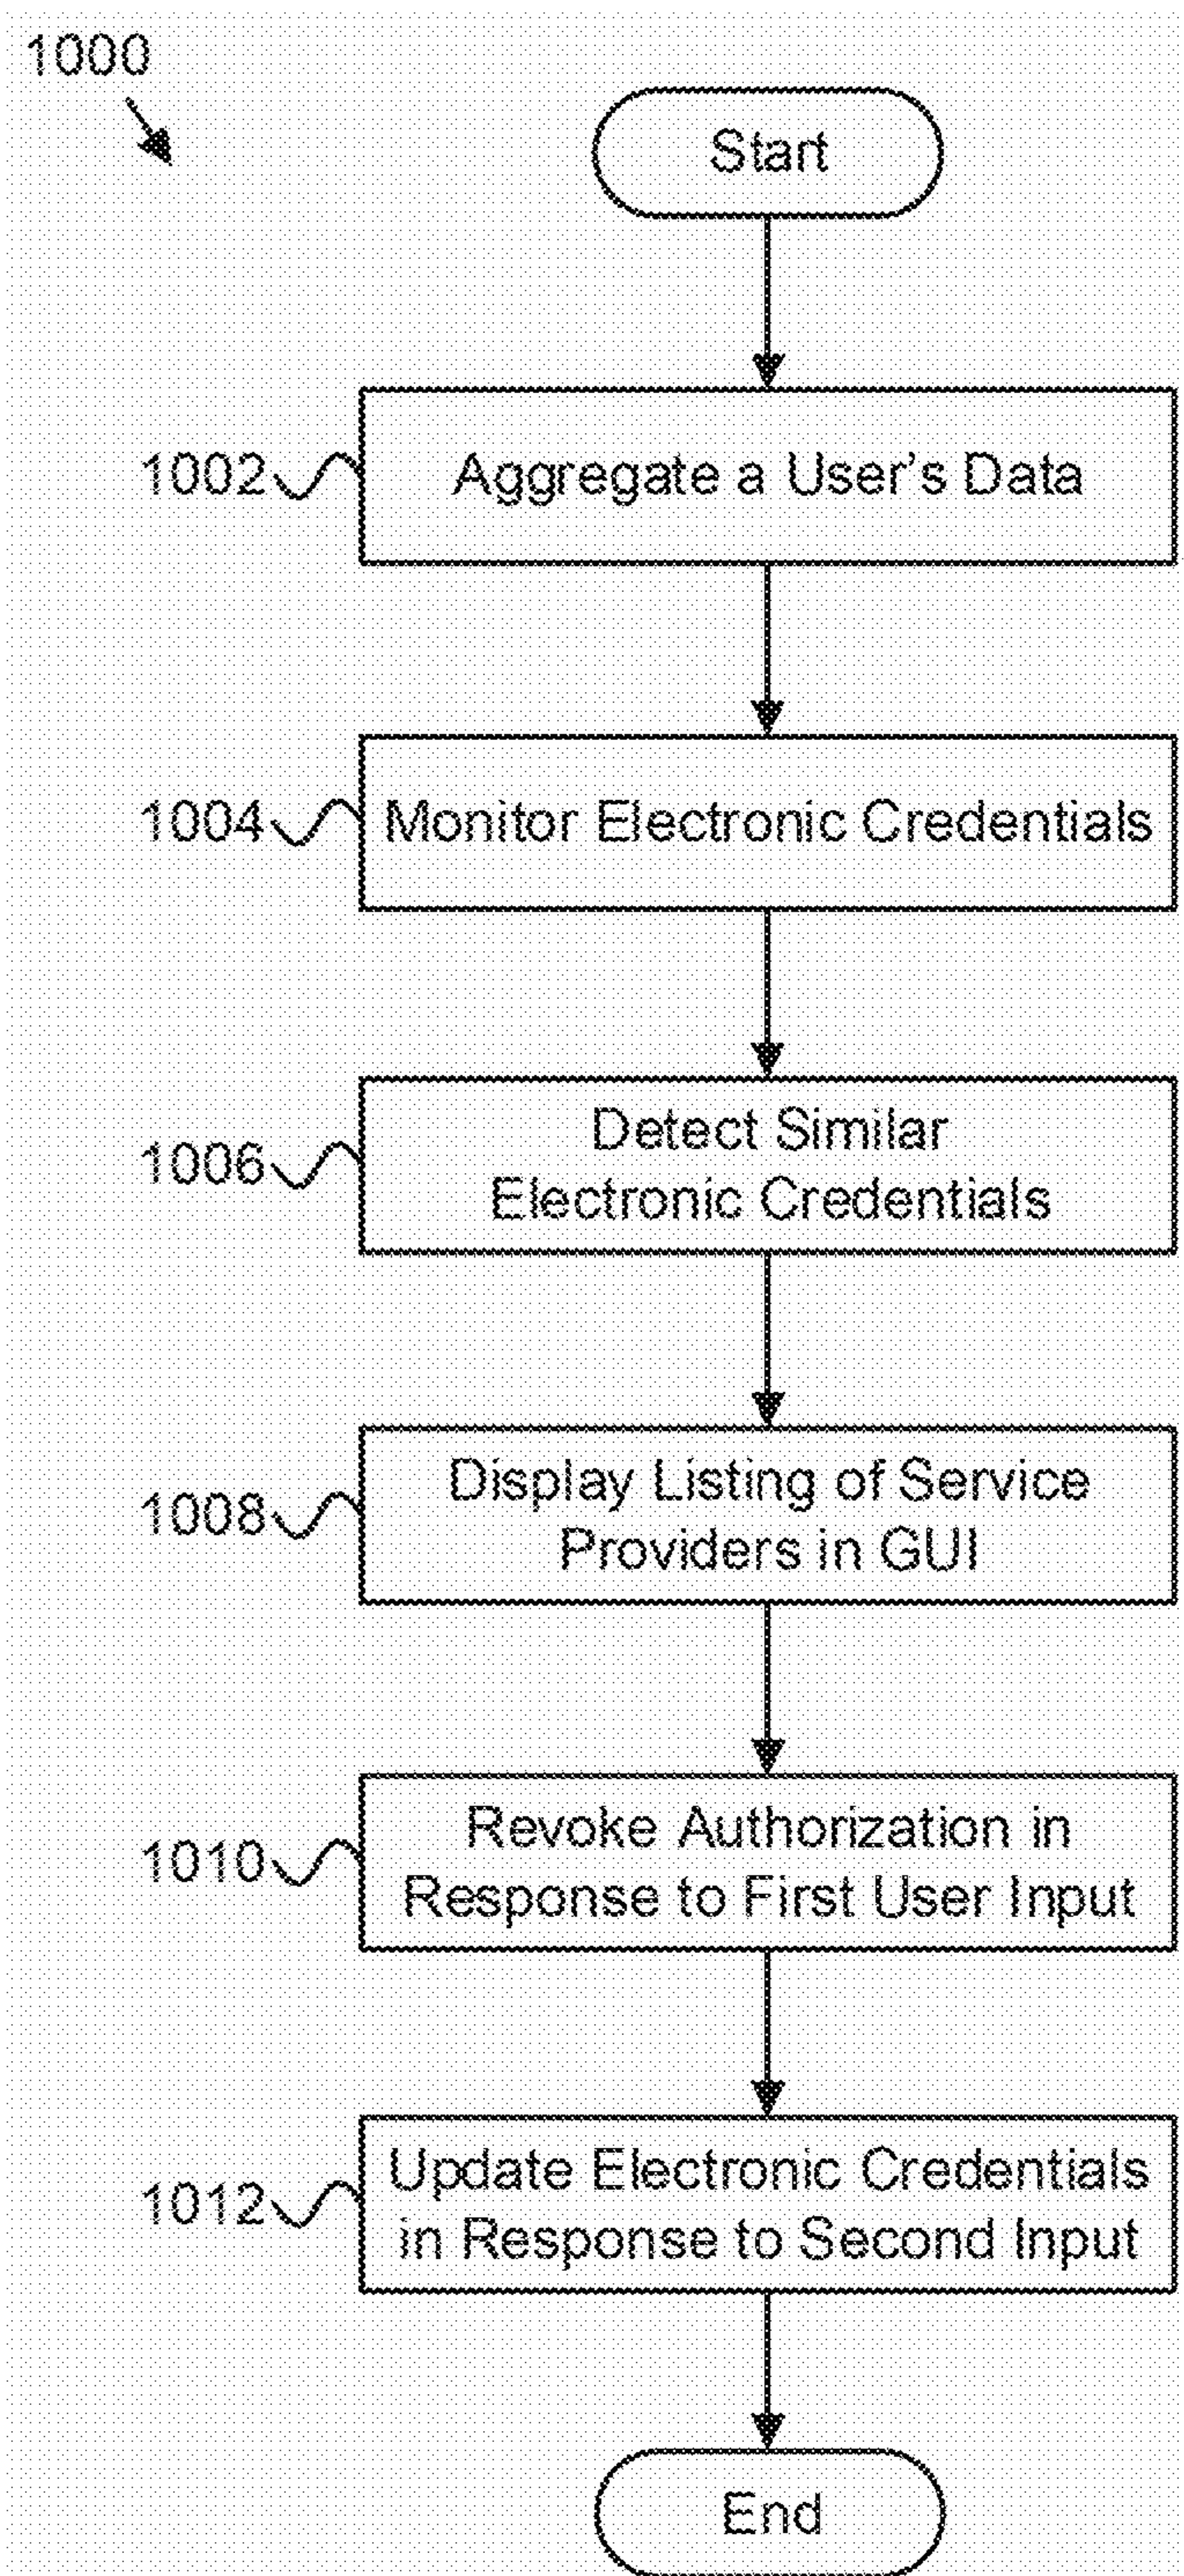 1000
Start
1002
Aggregate a User's Data
1004
Monitor Electronic Credentials
1006
Detect Similar
Electronic Credentials
1008
Display Listing of Service
Providers in GUI
1010
Revoke Authorization in
Response to First User Input
1012
Update Electronic Credentials
in Response to Second Input
End